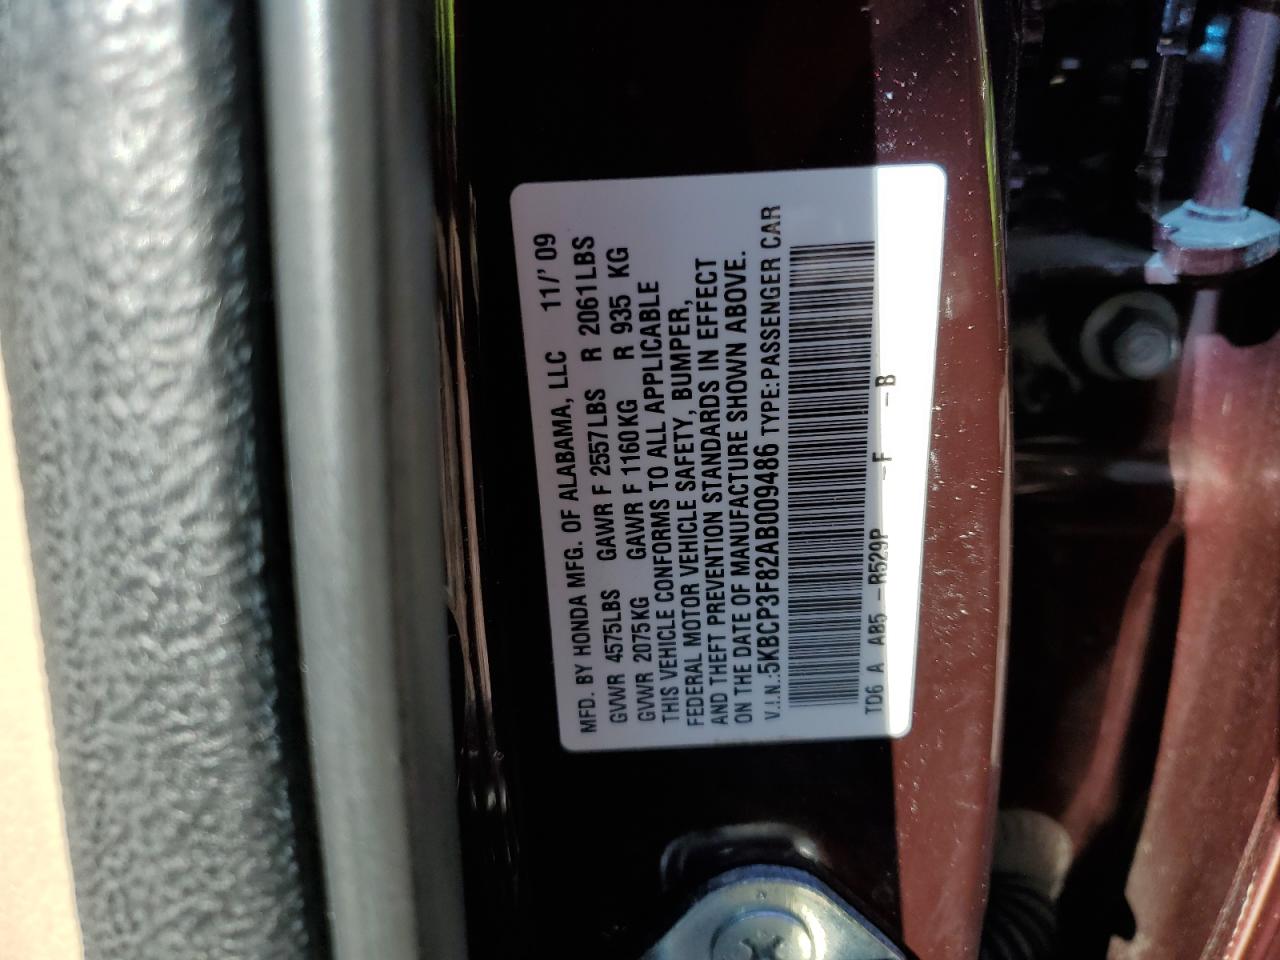 MFD. BY HONDA MFG. OF ALABAMA, LLC 11/' 09
GVWR 4575LBS GAWR F 2557LBS R 2061LBS
GVWR 2075KG GAWR F 1160KG R 935 KG
THIS VEHICLE CONFORMS TO ALL APPLICABLE
FEDERAL MOTOR VEHICLE SAFETY, BUMPER,
AND THEFT PREVENTION STANDARDS IN EFFECT
ON THE DATE OF MANUFACTURE SHOWN ABOVE.
V.I.N.:5KBCP3F82AB009486 TYPE:PASSENGER CAR
TD6 A AB5 -R529P -F -B